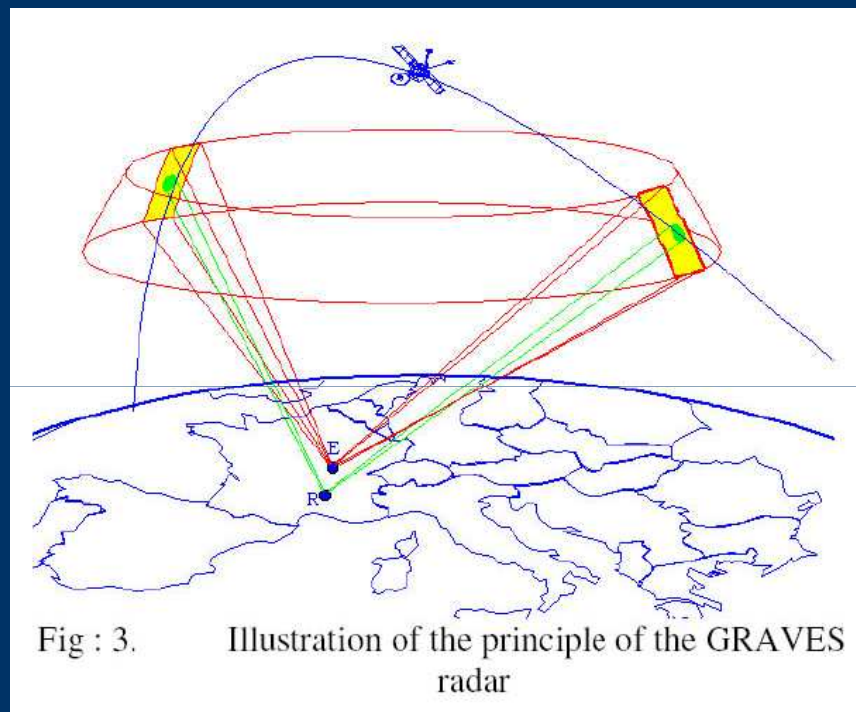 E
R
Fig : 3. Illustration of the principle of the GRAVES
radar